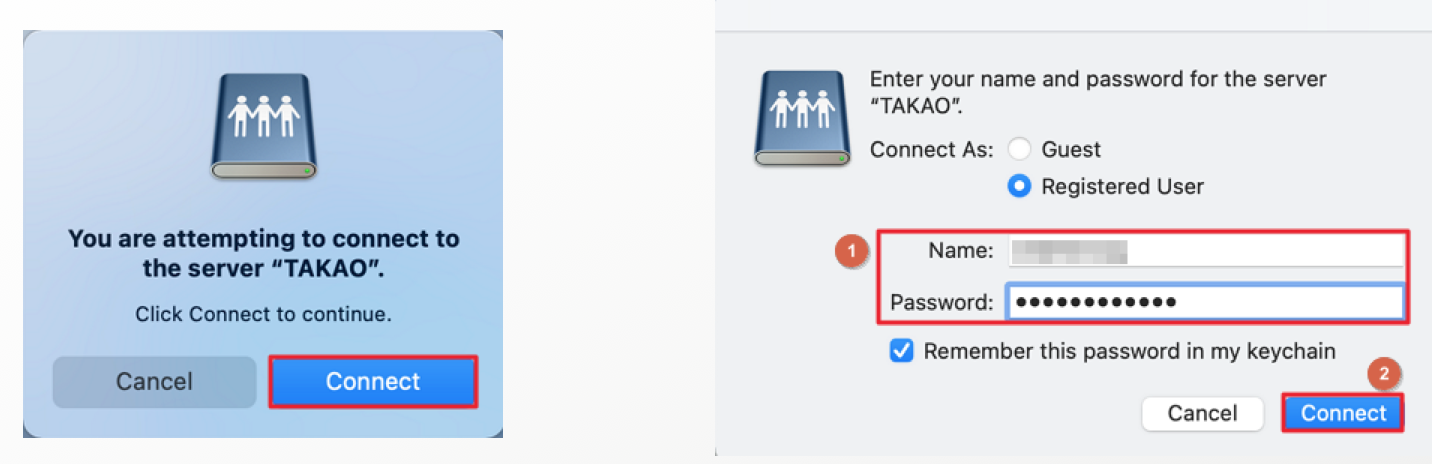 You are attempting to connect to
the server “TAKAO”.
Click Connect to continue.
Cancel
Connect
Enter your name and password for the server
“TAKAO”.
Connect As:
Guest
Registered User
1
Name:
Password: ••••••••••••
Remember this password in my keychain
2
Cancel
Connect